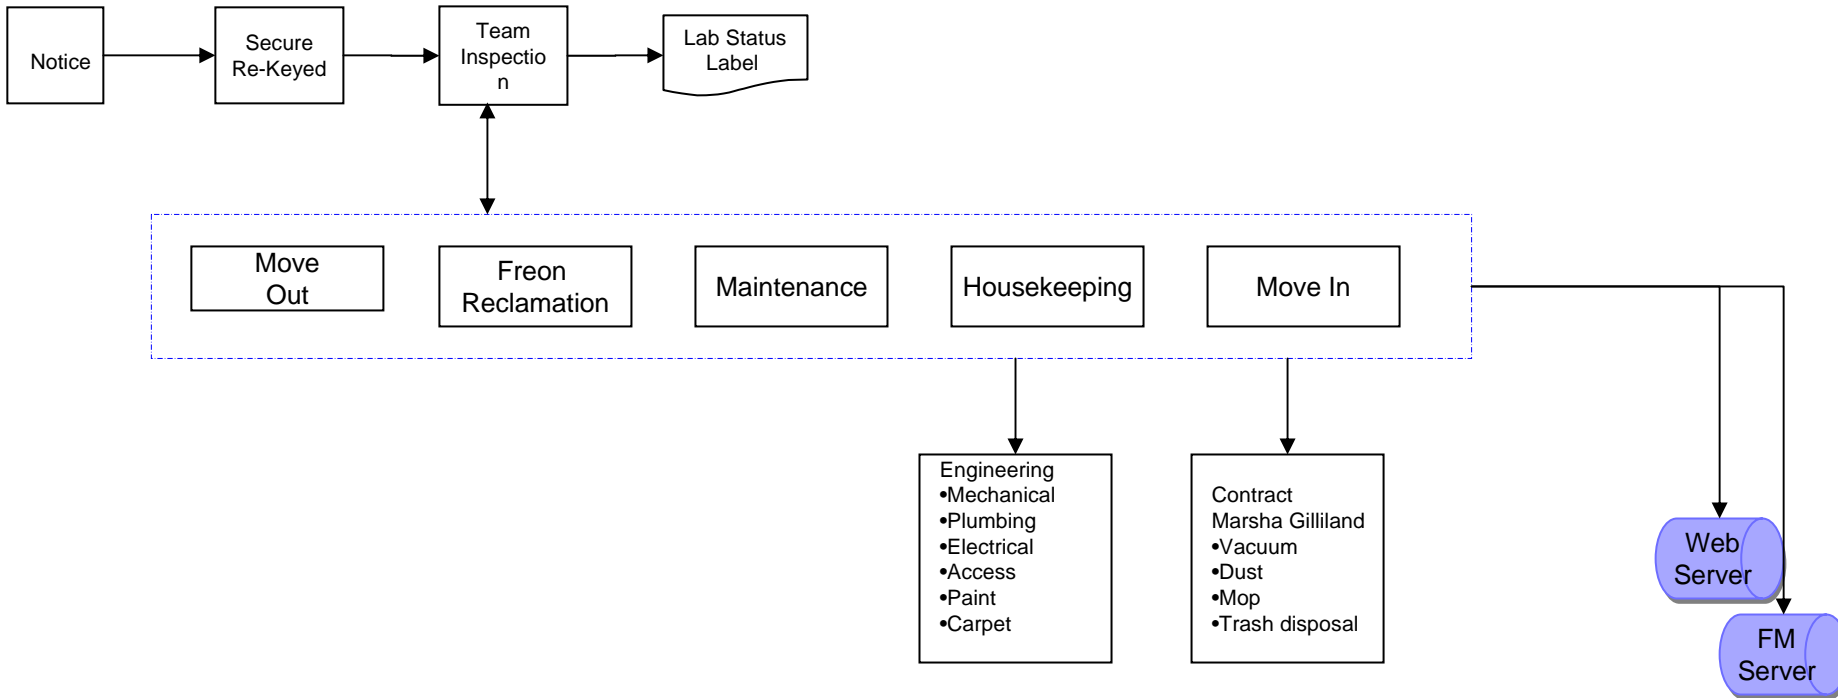 Notice
Secure
Re-Keyed
Team
Inspectio
n
Lab Status
Label
Move
Out
Freon
Reclamation
Maintenance
Housekeeping
Move In
Engineering
•Mechanical
•Plumbing
•Electrical
•Access
•Paint
•Carpet
Contract
Marsha Gilliland
•Vacuum
•Dust
•Mop
•Trash disposal
Web
Server
FM
Server